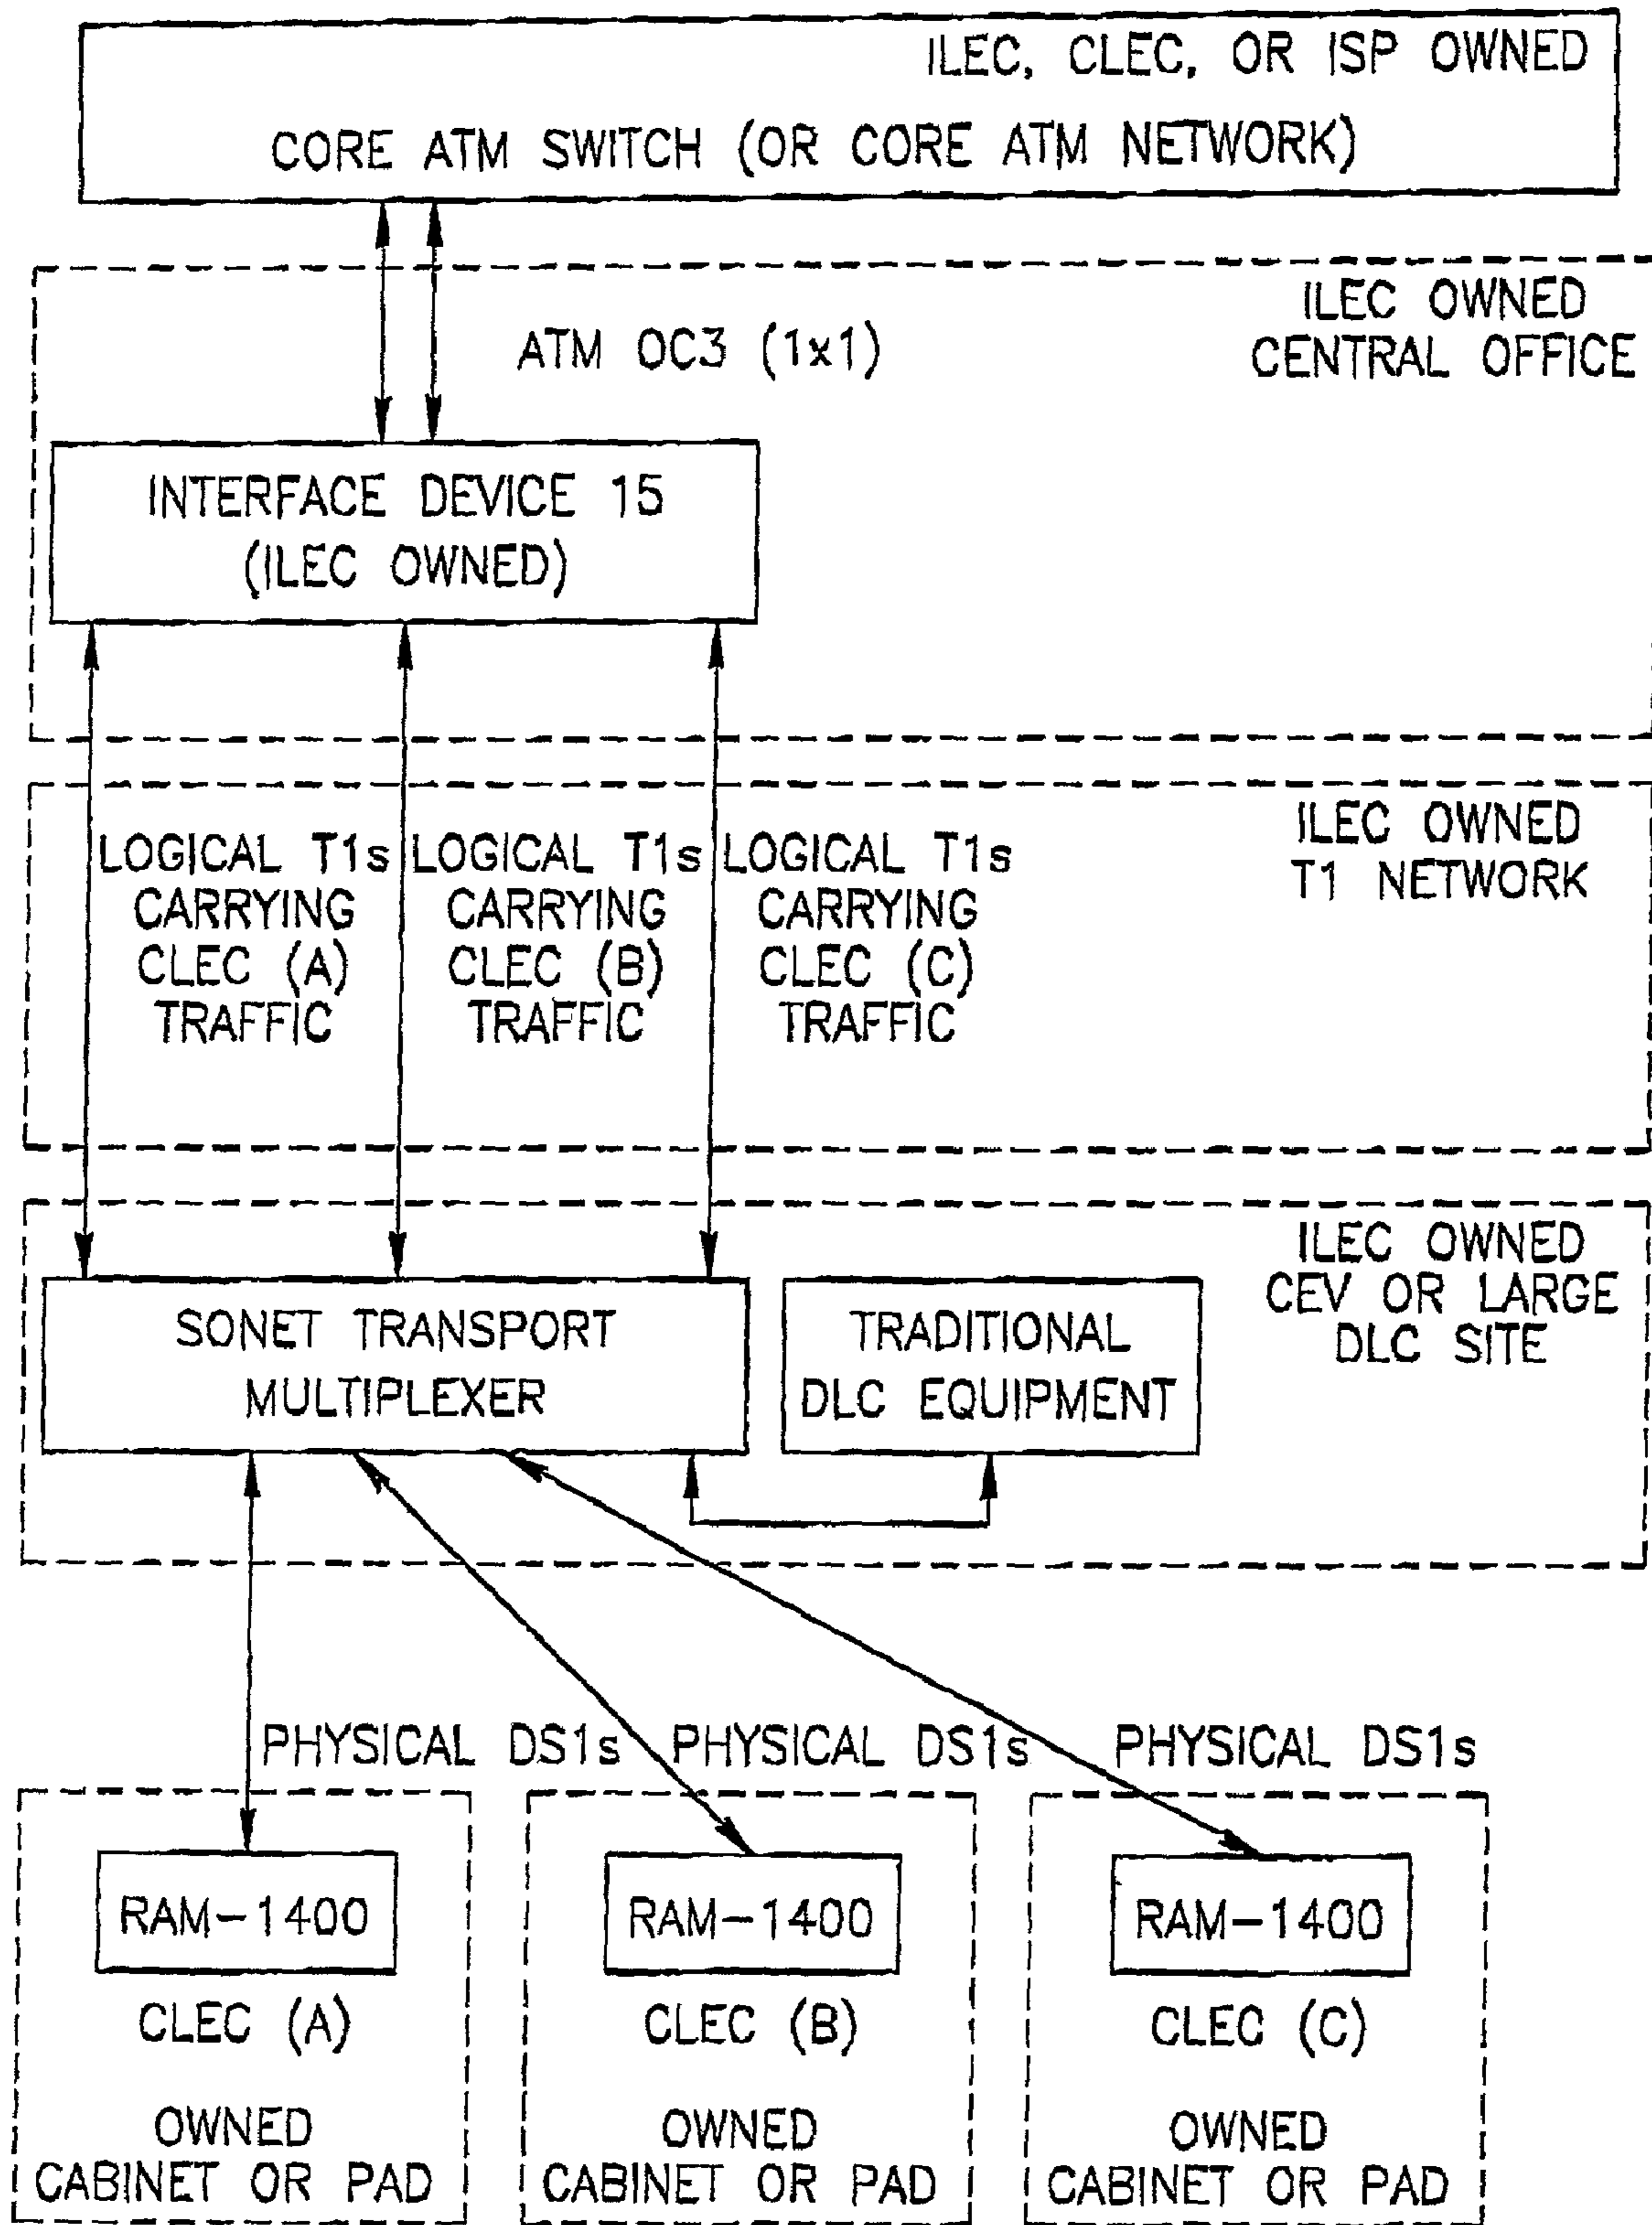 ILEC, CLEC, OR ISP OWNED
CORE ATM SWITCH (OR CORE ATM NETWORK)
ILEC OWNED
CENTRAL OFFICE
ATM OC3 (1x1)
INTERFACE DEVICE 15
(ILEC OWNED)
ILEC OWNED
T1 NETWORK
LOGICAL T1s
CARRYING
CLEC (A)
TRAFFIC
LOGICAL T1s
CARRYING
CLEC (B)
TRAFFIC
LOGICAL T1s
CARRYING
CLEC (C)
TRAFFIC
ILEC OWNED
CEV OR LARGE
DLC SITE
SONET TRANSPORT
MULTIPLEXER
TRADITIONAL
DLC EQUIPMENT
PHYSICAL DS1s
PHYSICAL DS1s
PHYSICAL DS1s
RAM-1400
CLEC (A)
OWNED
CABINET OR PAD
RAM-1400
CLEC (B)
OWNED
CABINET OR PAD
RAM-1400
CLEC (C)
OWNED
CABINET OR PAD